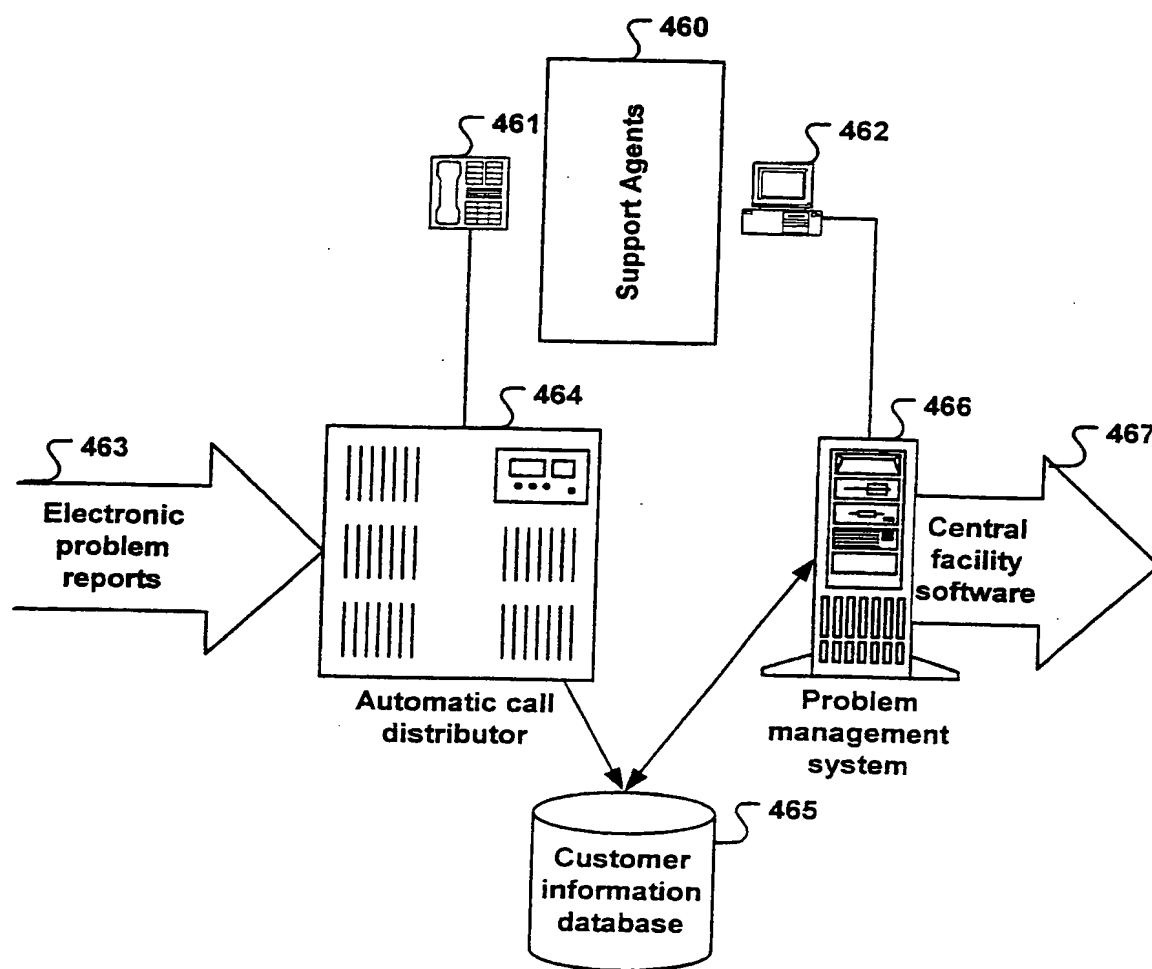 460
461
462
Support Agents
464
466
467
463
Electronic
problem
reports
Central
facility
software
Automatic call
distributor
Problem
management
system
465
Customer
information
database